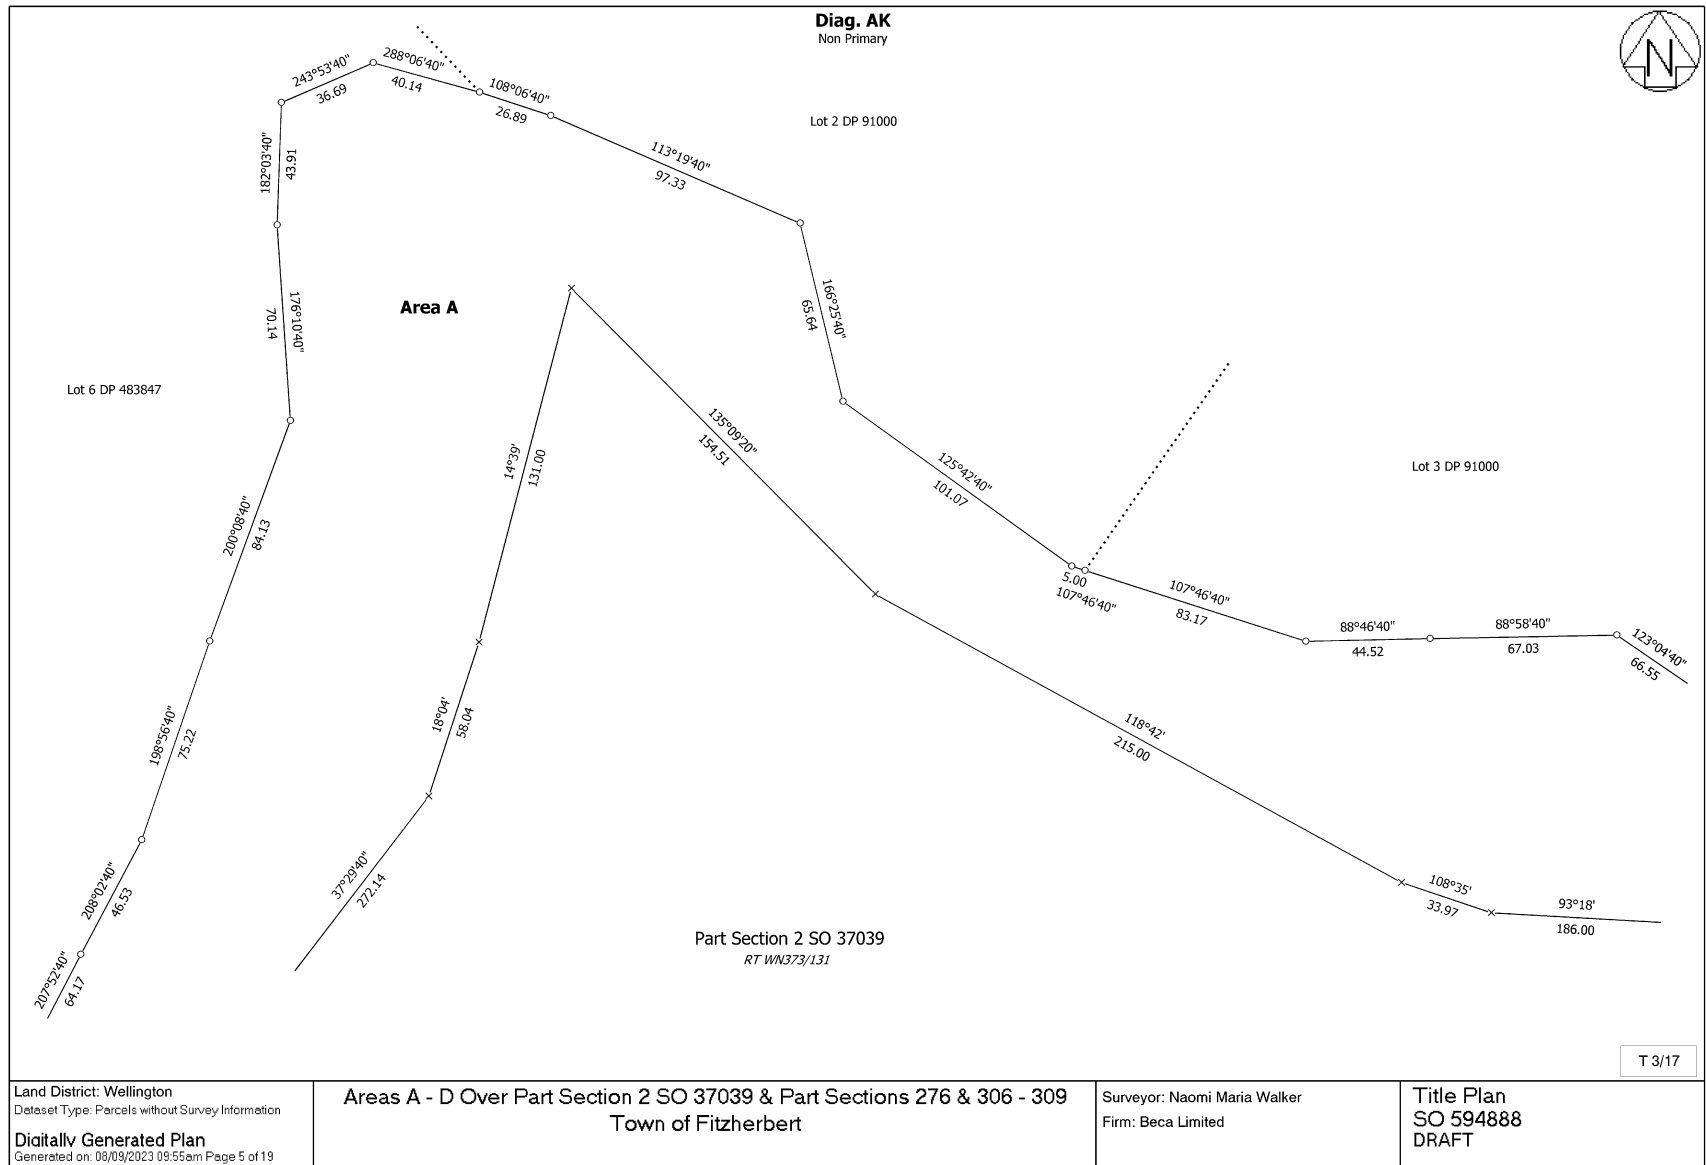 Diag. AK
Non Primary
N
243°53'40"
36.69
288°06'40"
40.14
108°06'40"
26.89
Lot 2 DP 91000
182°03'40"
43.91
113°19'40"
97.33
176°10'40"
70.14
Area A
166°25'40"
65.64
Lot 6 DP 483847
135°09'20"
154.51
14°39'
131.00
125°42'40"
101.07
Lot 3 DP 91000
200°08'40"
84.13
5.00
107°46'40"
107°46'40"
83.17
88°46'40"
44.52
88°58'40"
67.03
123°04'40"
66.55
198°56'40"
75.22
18°04'
58.04
118°42'
215.00
208°02'40"
46.53
37°29'40"
272.14
108°35'
33.97
93°18'
186.00
Part Section 2 SO 37039
RT WN373/131
207°52'40"
64.17
T 3/17
Land District: Wellington
Dataset Type: Parcels without Survey Information
Digitally Generated Plan
Generated on: 08/09/2023 09:55am Page 5 of 19
Areas A - D Over Part Section 2 SO 37039 & Part Sections 276 & 306 - 309
Town of Fitzherbert
Surveyor: Naomi Maria Walker
Firm: Beca Limited
Title Plan
SO 594888
DRAFT